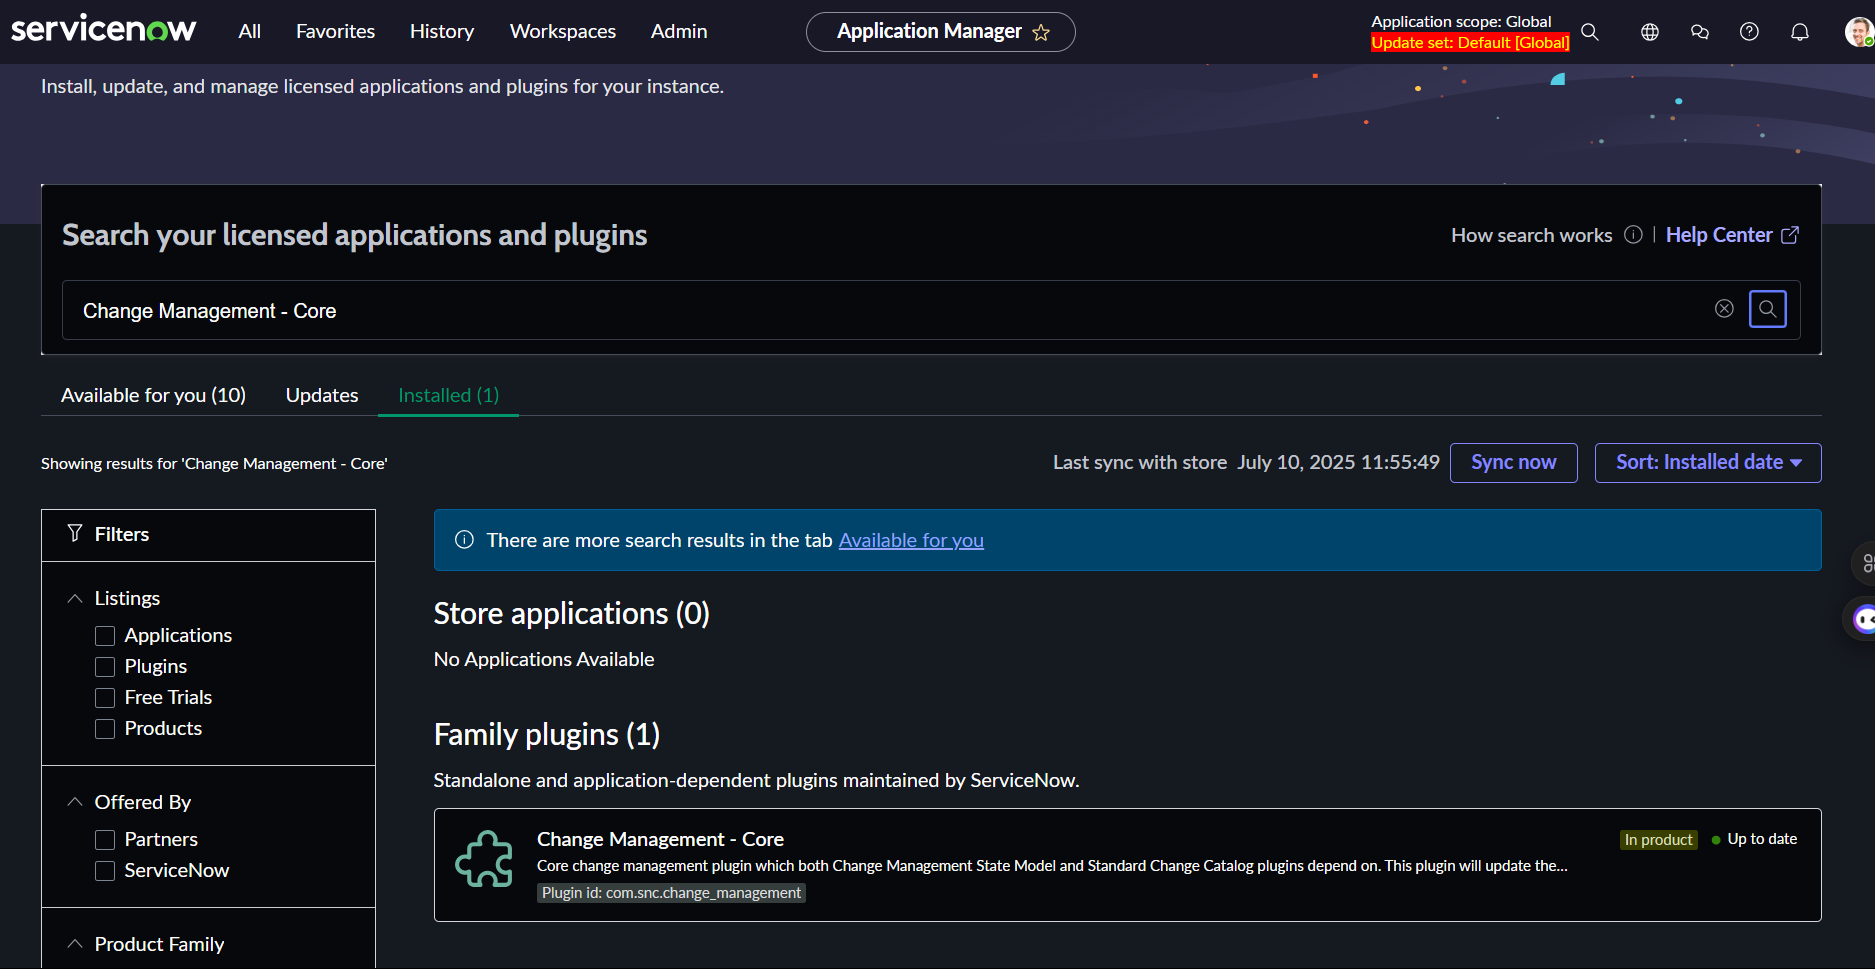 servicenow
All
Favorites
History
Workspaces
Admin
Application Manager
Application scope: Global
Update set: Default [Global]
Install, update, and manage licensed applications and plugins for your instance.
Search your licensed applications and plugins
How search works
|
Help Center
Change Management - Core
Available for you (10)
Updates
Installed (1)
Showing results for 'Change Management - Core'
Last sync with store July 10, 2025 11:55:49
Sync now
Sort: Installed date
Filters
Listings
Applications
Plugins
Free Trials
Products
Offered By
Partners
ServiceNow
Product Family
There are more search results in the tab Available for you
Store applications (0)
No Applications Available
Family plugins (1)
Standalone and application-dependent plugins maintained by ServiceNow.
Change Management - Core
In product
Up to date
Core change management plugin which both Change Management State Model and Standard Change Catalog plugins depend on. This plugin will update the...
Plugin id: com.snc.change_management